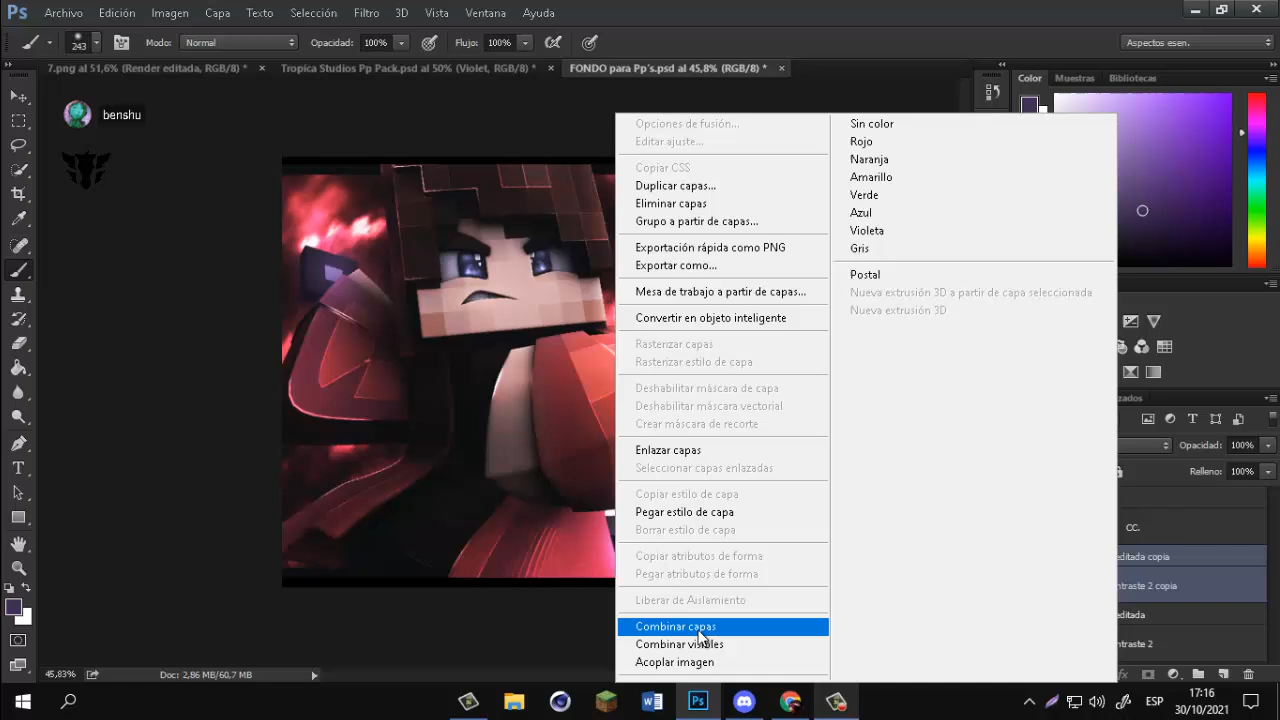 Ps Archivo Edición Imagen Capa Texto Selección Filtro 3D Vista Ventana Ayuda
243 Modo: Normal Opacidad: 100% Flujo: 100% Aspectos esen.
7.png al 51,6% (Render editada, RGB/8) * × Tropica Studios Pp Pack.psd al 50% (Violet, RGB/8) * × FONDO para Pp's.psd al 45,8% (RGB/8) * ×
Color Muestras Bibliotecas
benshu
Opciones de fusión...
Editar ajuste...
Copiar CSS
Duplicar capas...
Eliminar capas
Grupo a partir de capas...
Exportación rápida como PNG
Exportar como...
Mesa de trabajo a partir de capas...
Convertir en objeto inteligente
Rasterizar capas
Rasterizar estilo de capa
Deshabilitar máscara de capa
Deshabilitar máscara vectorial
Crear máscara de recorte
Enlazar capas
Seleccionar capas enlazadas
Copiar estilo de capa
Pegar estilo de capa
Borrar estilo de capa
Copiar atributos de forma
Pegar atributos de forma
Liberar de Aislamiento
Combinar capas
Combinar visibles
Acoplar imagen
Sin color
Rojo
Naranja
Amarillo
Verde
Azul
Violeta
Gris
Postal
Nueva extrusión 3D a partir de capa seleccionada
Nueva extrusión 3D
Opacidad: 100%
Relleno: 100%
CC.
editada copia
ntraste 2 copia
editada
ntraste 2
45,83% Doc: 2,86 MB/60,7 MB
ESP 17:16
30/10/2021